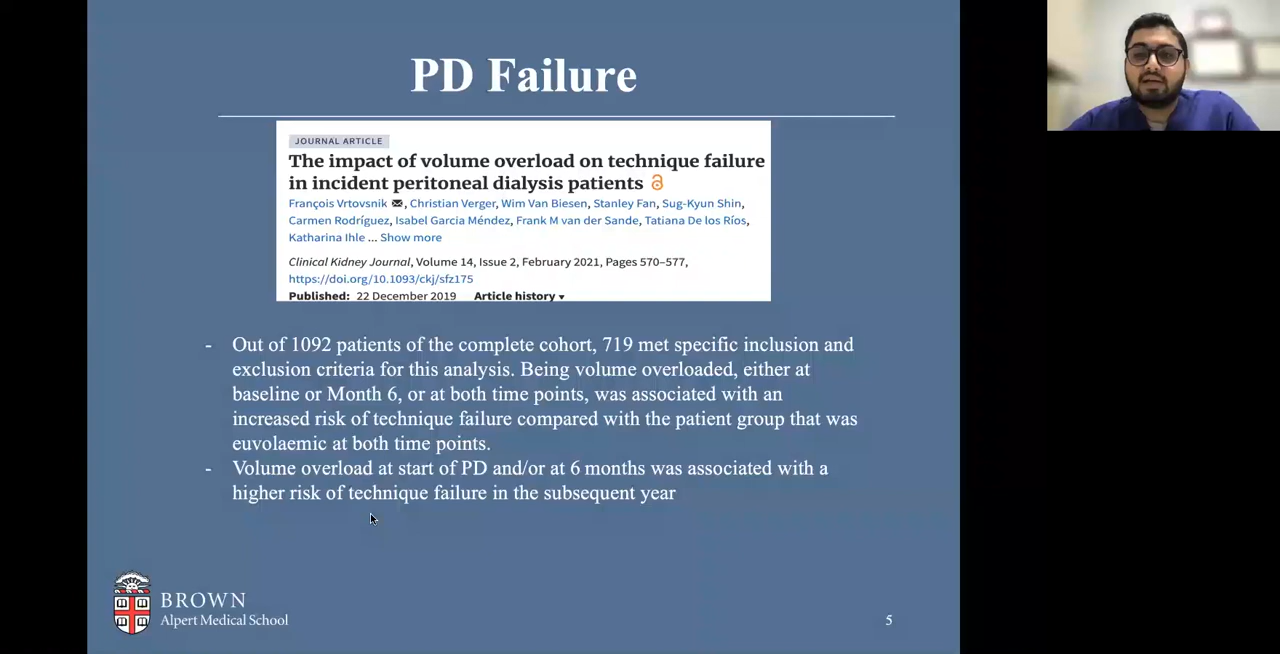 PD Failure
JOURNAL ARTICLE
The impact of volume overload on technique failure
in incident peritoneal dialysis patients
François Vrtovsnik, Christian Verger, Wim Van Biesen, Stanley Fan, Sug-Kyun Shin,
Carmen Rodríguez, Isabel Garcia Méndez, Frank M van der Sande, Tatiana De los Ríos,
Katharina Ihle ... Show more
Clinical Kidney Journal, Volume 14, Issue 2, February 2021, Pages 570–577,
https://doi.org/10.1093/ckj/sfz175
Published: 22 December 2019 Article history ▾
- Out of 1092 patients of the complete cohort, 719 met specific inclusion and
exclusion criteria for this analysis. Being volume overloaded, either at
baseline or Month 6, or at both time points, was associated with an
increased risk of technique failure compared with the patient group that was
euvolaemic at both time points.
- Volume overload at start of PD and/or at 6 months was associated with a
higher risk of technique failure in the subsequent year
BROWN
Alpert Medical School
5